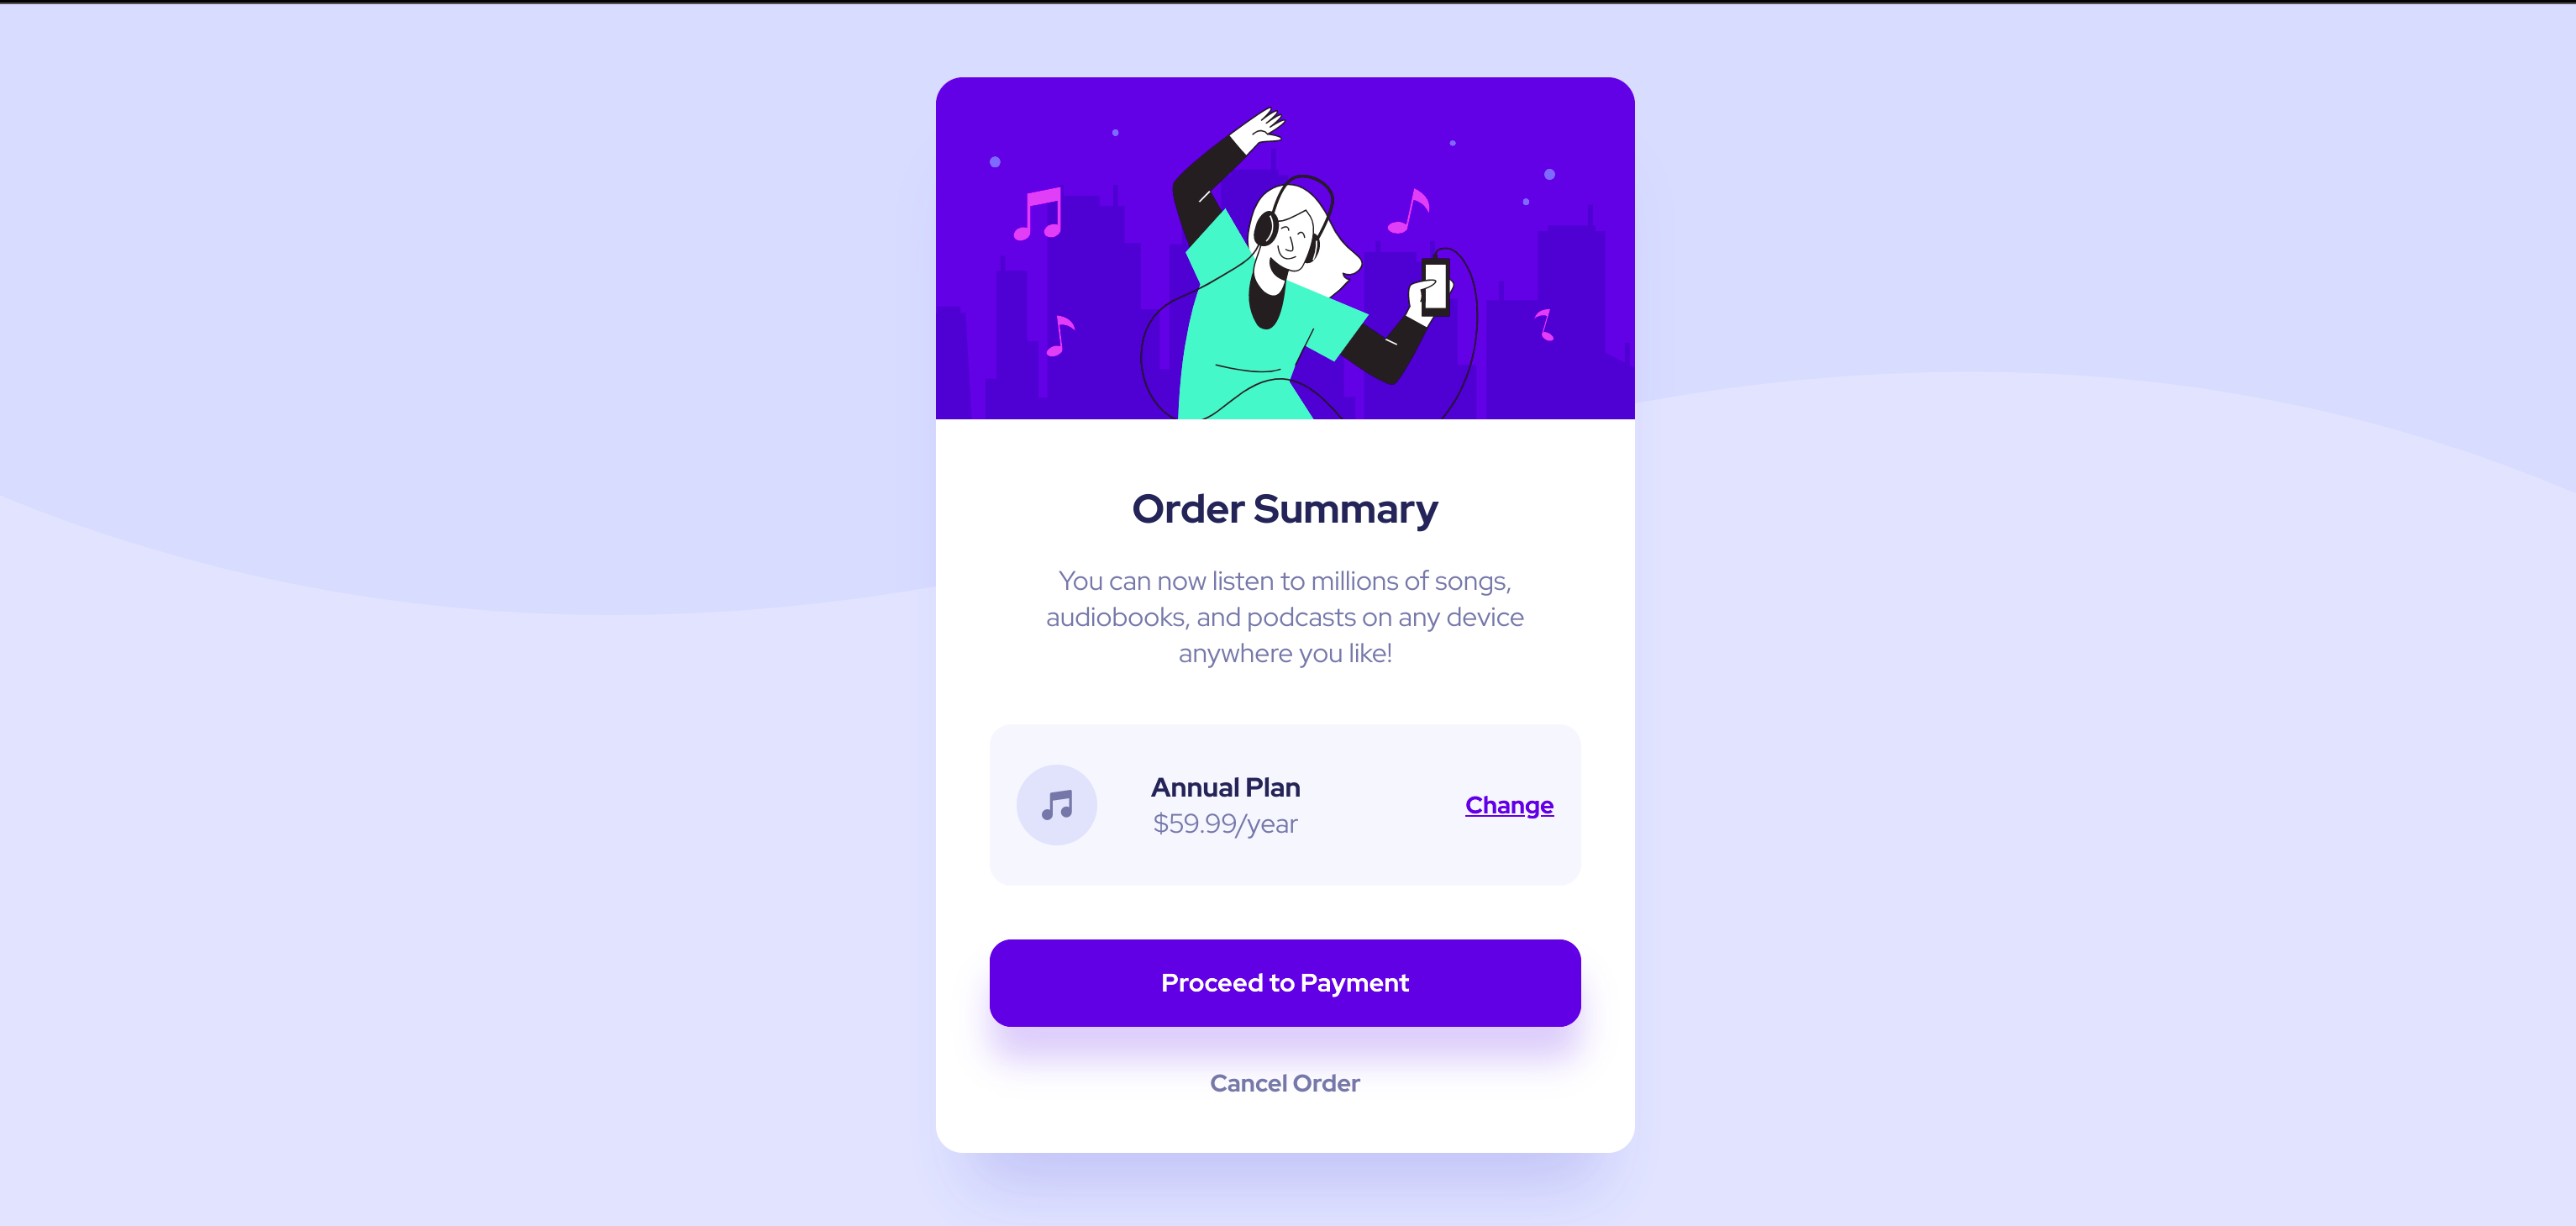 Order Summary
You can now listen to millions of songs,
audiobooks, and podcasts on any device
anywhere you like!
Annual Plan
$59.99/year
Change
Proceed to Payment
Cancel Order